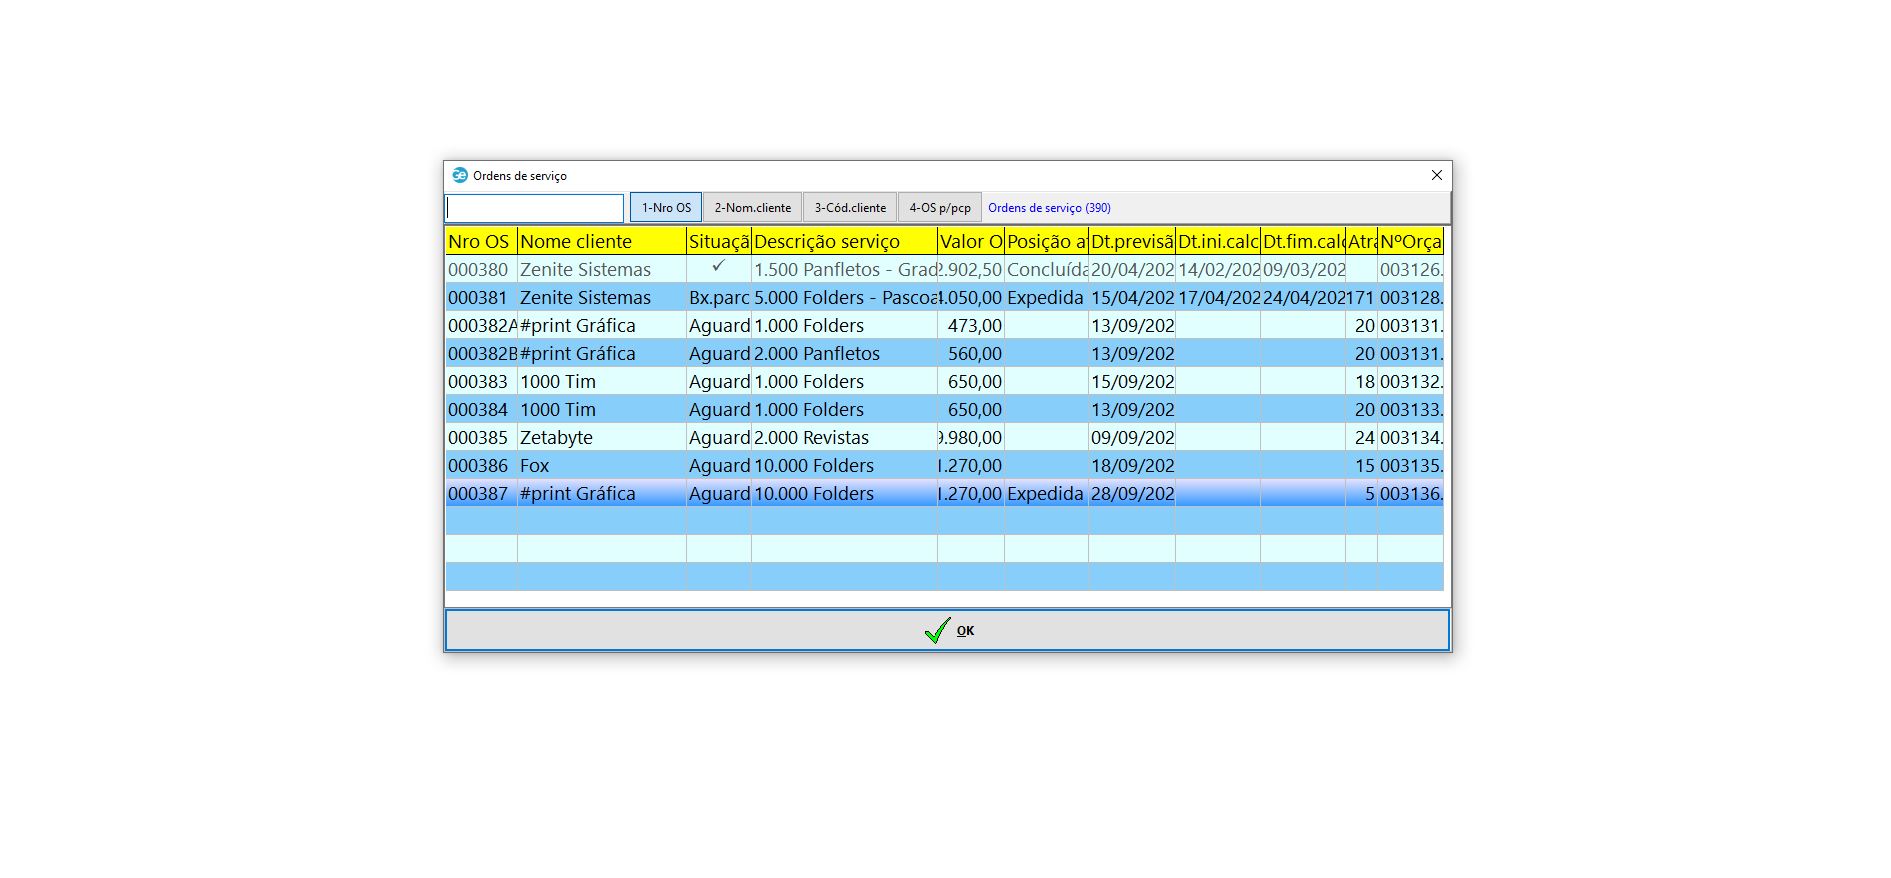 Ordens de serviço
1-Nro OS 2-Nom.cliente 3-Cód.cliente 4-OS p/pcp Ordens de serviço (390)
Nro OS Nome cliente Situaçã Descrição serviço Valor O Posição a Dt.previsã Dt.ini.calc Dt.fim.calc Atra NºOrça
000380 Zenite Sistemas ✓ 1.500 Panfletos - Grad 2.902,50 Concluída 20/04/202 14/02/202 09/03/202 003126.
000381 Zenite Sistemas Bx.parc 5.000 Folders - Pascoa .050,00 Expedida 15/04/202 17/04/202 24/04/202 171 003128.
000382A #print Gráfica Aguard 1.000 Folders 473,00 13/09/202 20 003131.
000382B #print Gráfica Aguard 2.000 Panfletos 560,00 13/09/202 20 003131.
000383 1000 Tim Aguard 1.000 Folders 650,00 15/09/202 18 003132.
000384 1000 Tim Aguard 1.000 Folders 650,00 13/09/202 20 003133.
000385 Zetabyte Aguard 2.000 Revistas 9.980,00 09/09/202 24 003134.
000386 Fox Aguard 10.000 Folders 1.270,00 18/09/202 15 003135.
000387 #print Gráfica Aguard 10.000 Folders 1.270,00 Expedida 28/09/202 5 003136.
OK